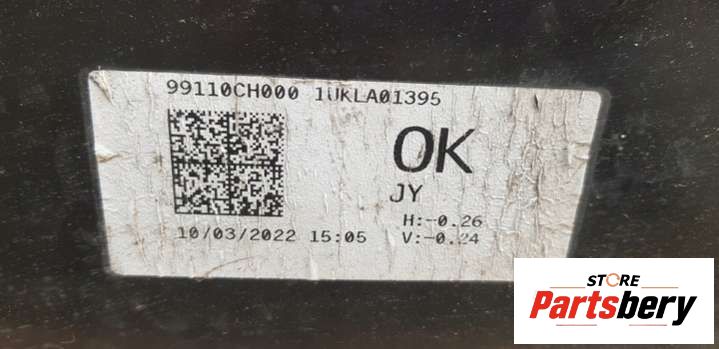 99110CH000 1UKLA01395
OK
JY
H:-0.26
10/03/2022 15:05 V:-0.24
STORE
Partsbery